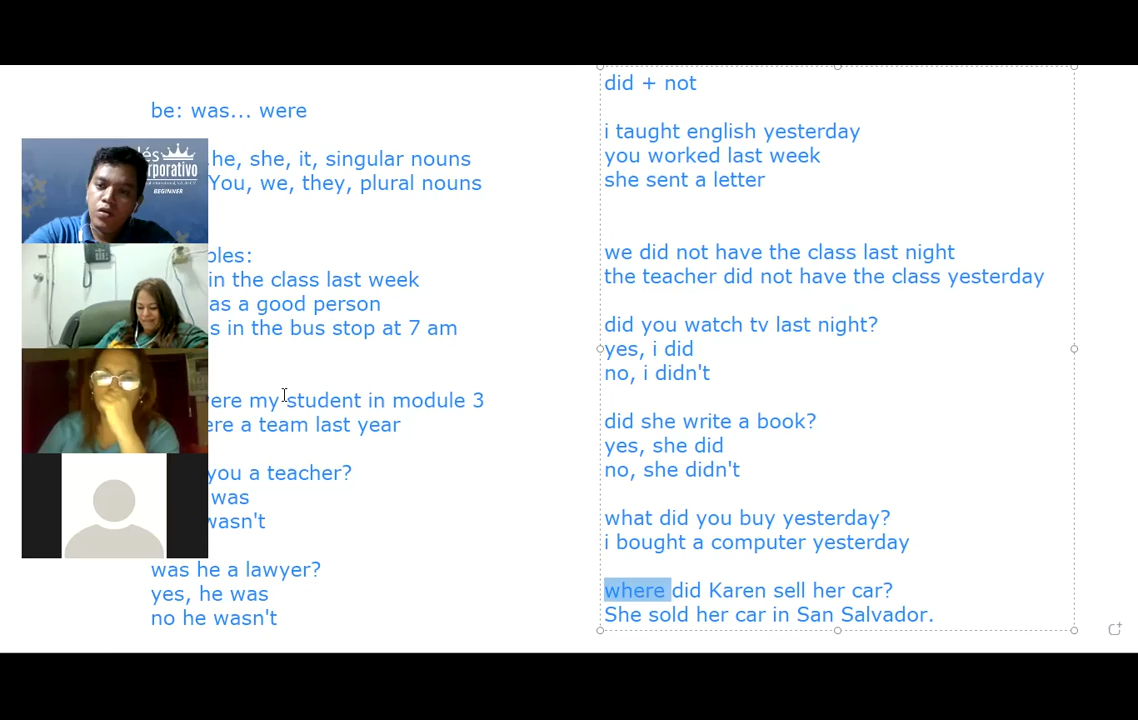 be: was... were
he, she, it, singular nouns
You, we, they, plural nouns
in the class last week
a good person
in the bus stop at 7 am
my student in module 3
a team last year
you a teacher?
was
wasn't
was he a lawyer?
yes, he was
no he wasn't
BEGINNER
did + not
i taught english yesterday
you worked last week
she sent a letter
we did not have the class last night
the teacher did not have the class yesterday
did you watch tv last night?
yes, i did
no, i didn't
did she write a book?
yes, she did
no, she didn't
what did you buy yesterday?
i bought a computer yesterday
where did Karen sell her car?
She sold her car in San Salvador.